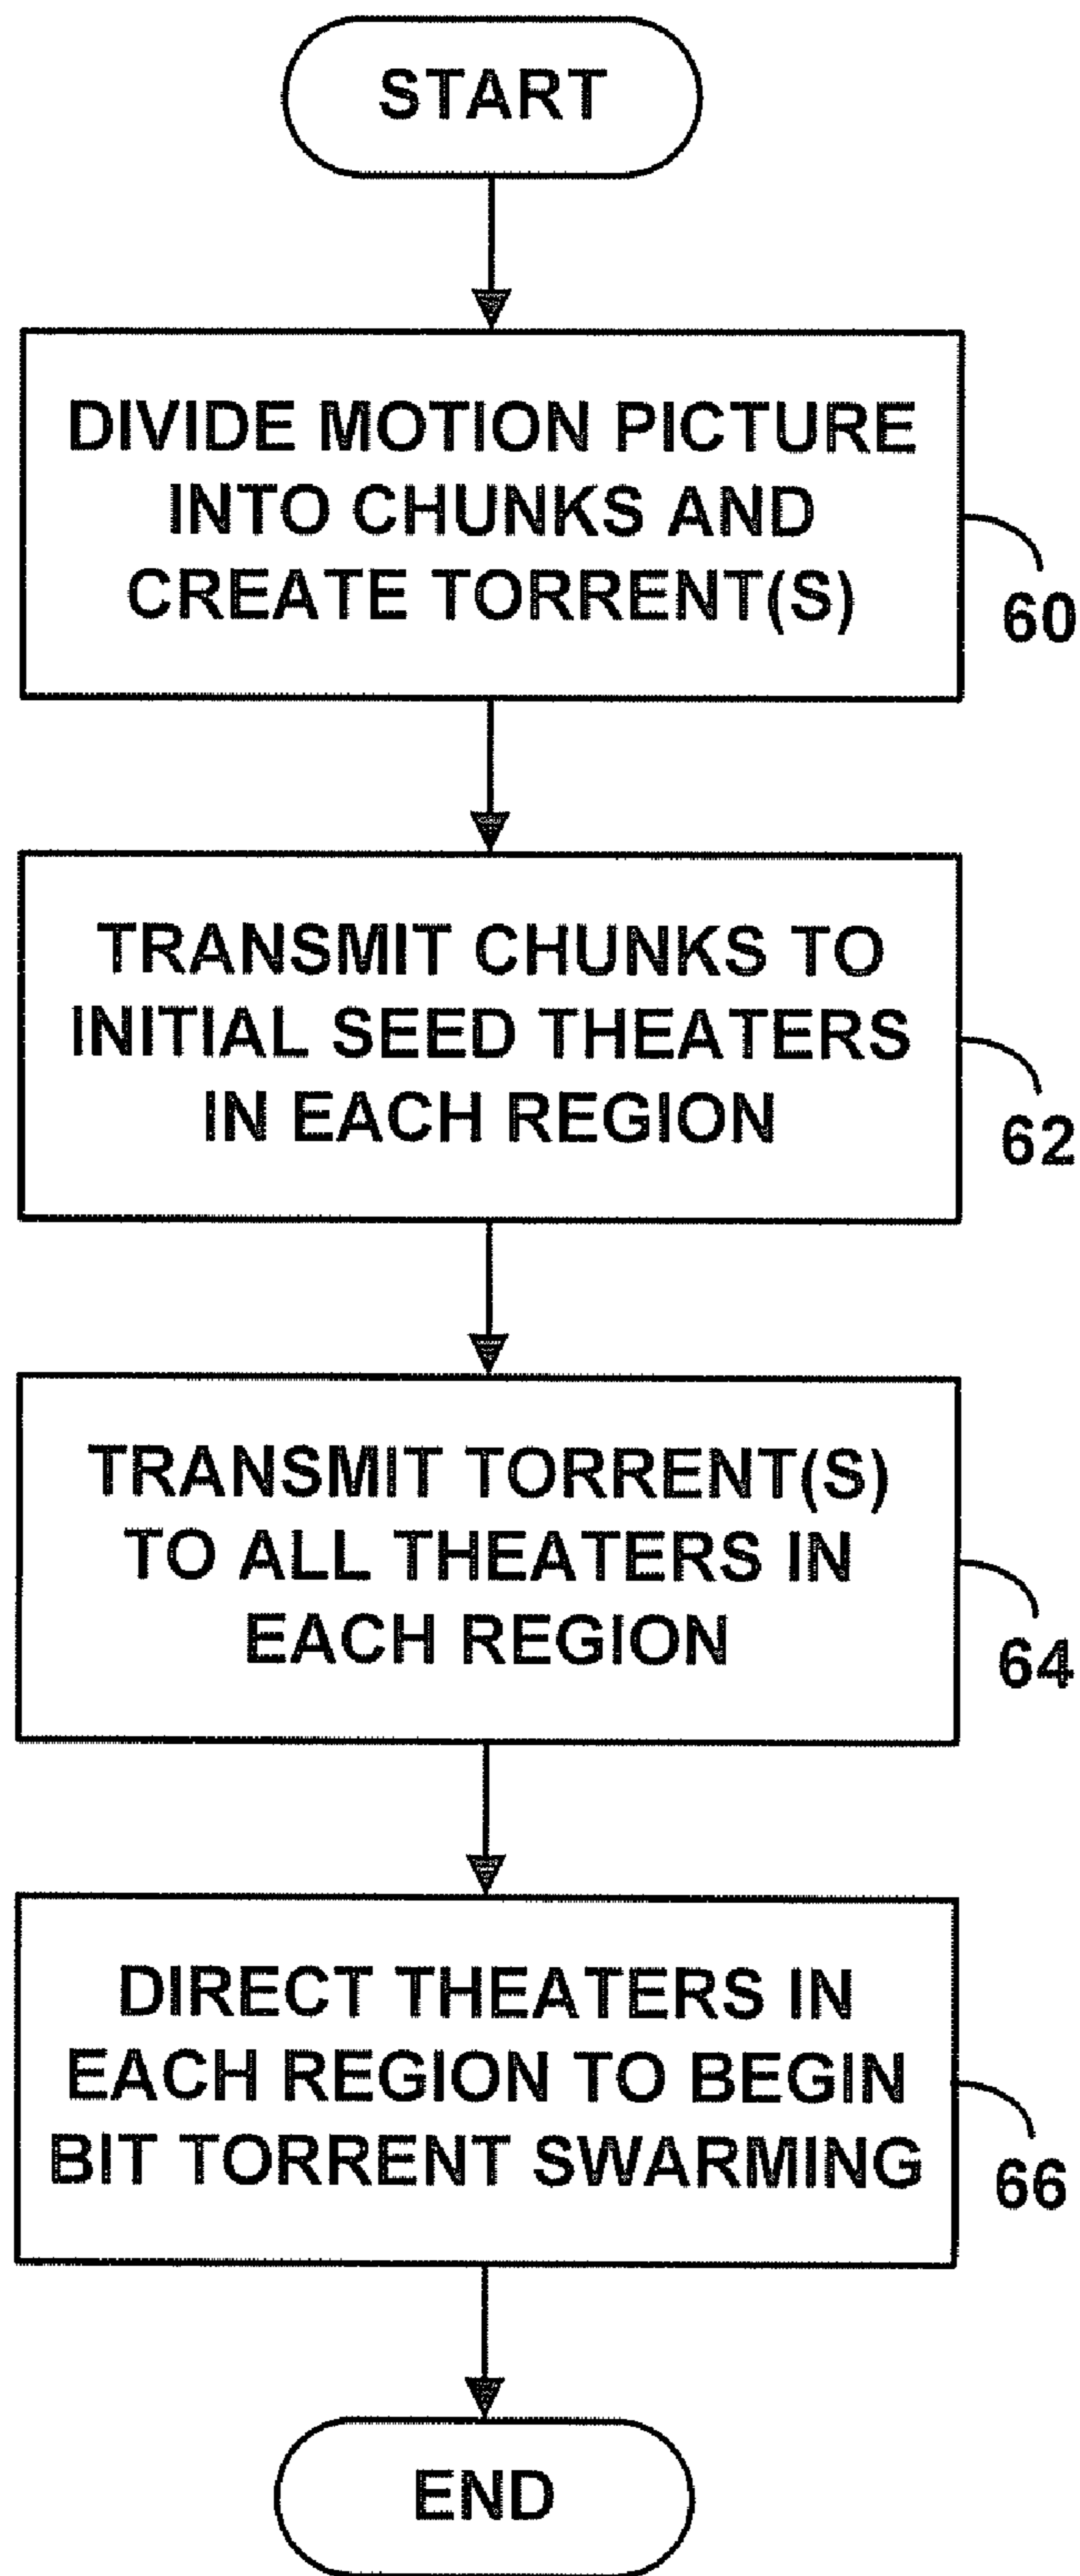 START
DIVIDE MOTION PICTURE
INTO CHUNKS AND
CREATE TORRENT(S)
60
TRANSMIT CHUNKS TO
INITIAL SEED THEATERS
IN EACH REGION
62
TRANSMIT TORRENT(S)
TO ALL THEATERS IN
EACH REGION
64
DIRECT THEATERS IN
EACH REGION TO BEGIN
BIT TORRENT SWARMING
66
END